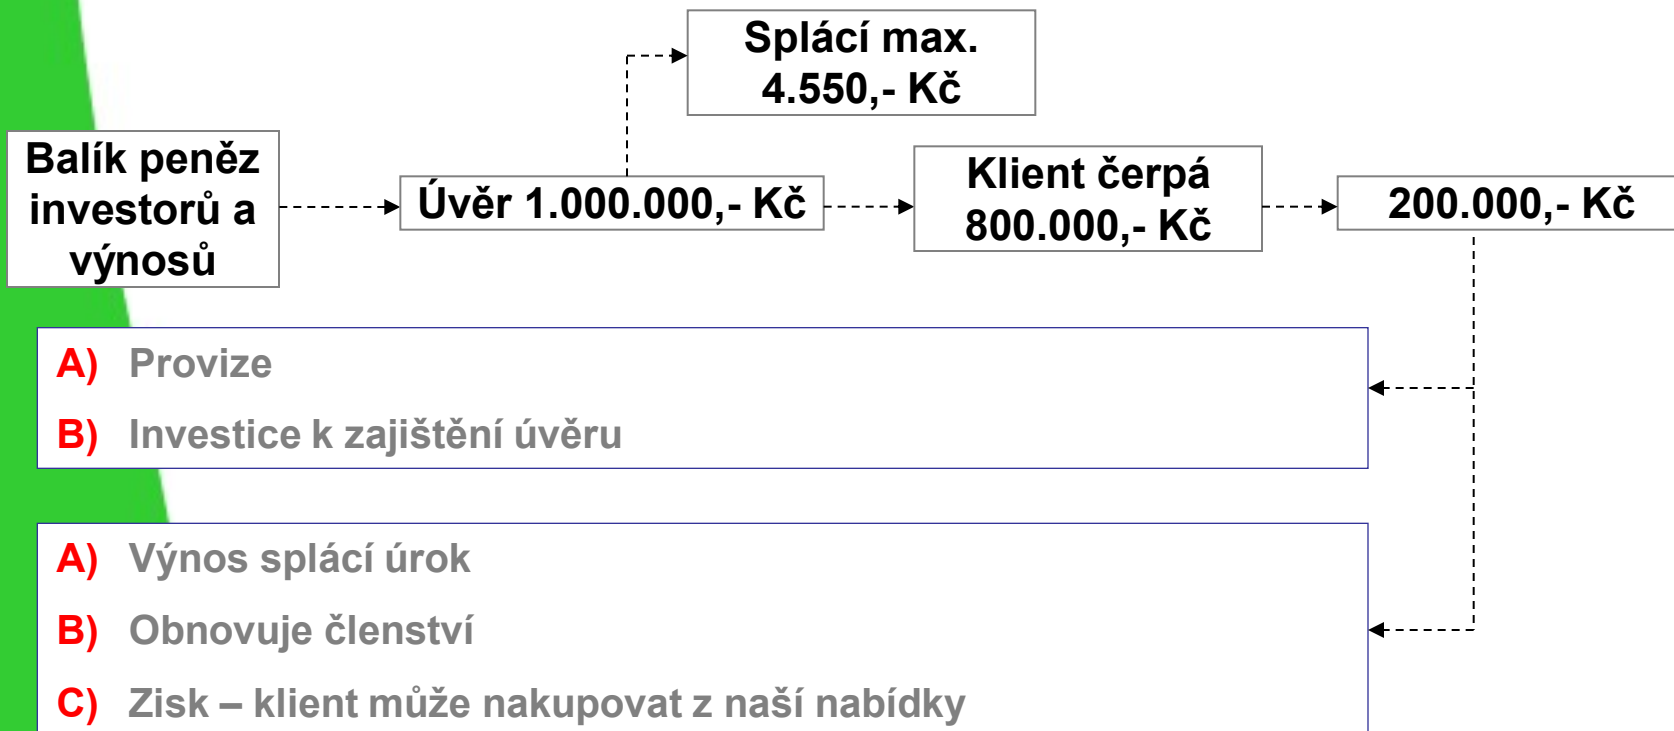 Splácí max.
4.550,- Kč
Balík peněz
investorů a
výnosů
Úvěr 1.000.000,- Kč
Klient čerpá
800.000,- Kč
200.000,- Kč
A) Provize
B) Investice k zajištění úvěru
A) Výnos splácí úrok
B) Obnovuje členství
C) Zisk – klient může nakupovat z naší nabídky